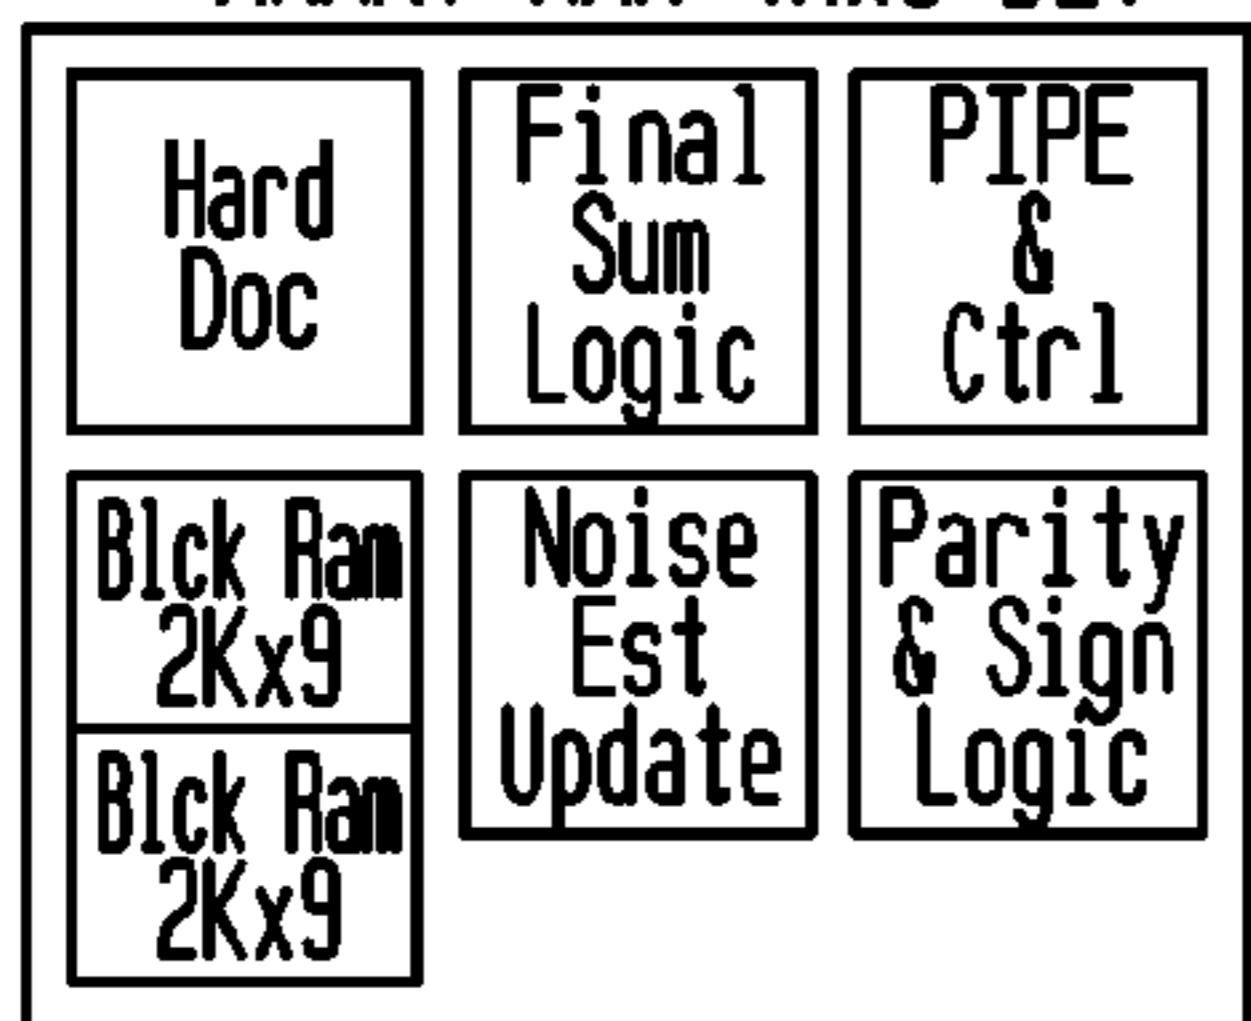 Hard
Doc
Final
Sum
Logic
PIPE
&
Ctrl
Blck Ram
2Kx9
Blck Ram
2Kx9
Noise
Est
Update
Parity
& Sign
Logic